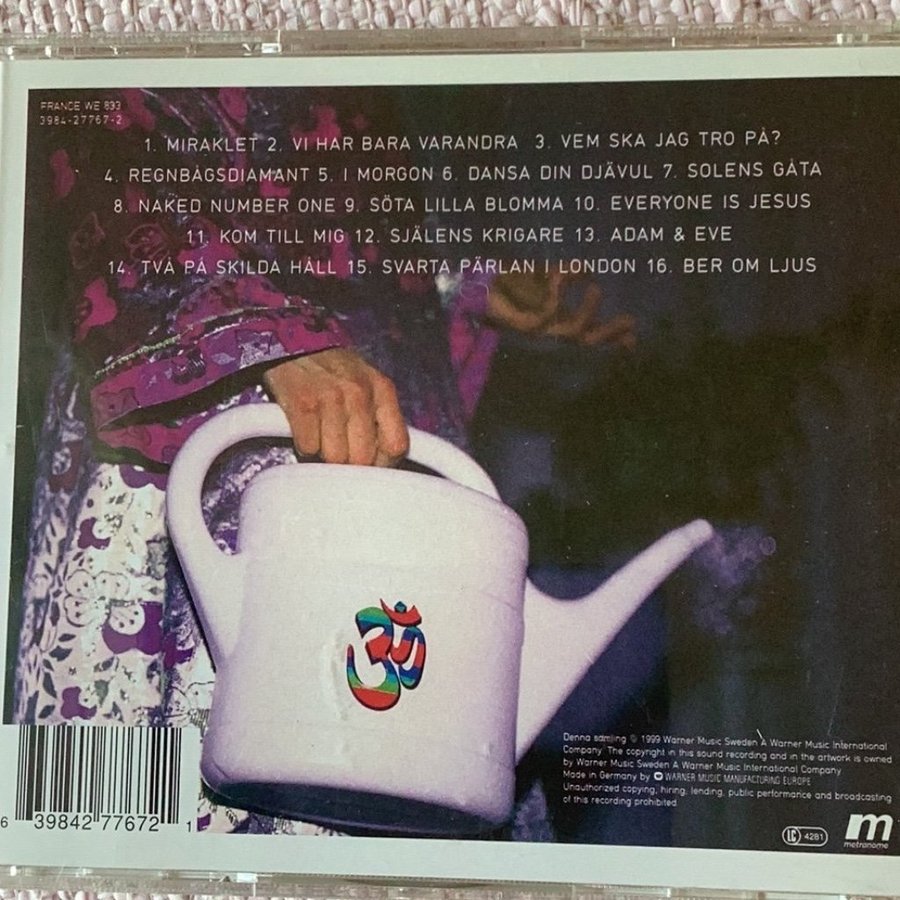 FRANCE WE 833
3984-27767-2
1. MIRAKLET 2. VI HAR BARA VARANDRA 3. VEM SKA JAG TRO PÅ?
4. REGNBÅGSDIAMANT 5. I MORGON 6. DANSA DIN DJÄVUL 7. SOLENS GÅTA
8. NAKED NUMBER ONE 9. SÖTA LILLA BLOMMA 10. EVERYONE IS JESUS
11. KOM TILL MIG 12. SJÄLENS KRIGARE 13. ADAM & EVE
14. TVÅ PÅ SKILDA HÅLL 15. SVARTA PÄRLAN I LONDON 16. BER OM LJUS
ॐ
Denna samling © 1999 Warner Music Sweden A Warner Music International
Company The copyright in this sound recording and in the artwork is owned
by Warner Music Sweden A Warner Music International Company
Made in Germany by WARNER MUSIC MANUFACTURING EUROPE
Unauthorized copying, hiring, lending, public performance and broadcasting
of this recording prohibited.
6 39842 77672 1
LC 4281
m
metronome